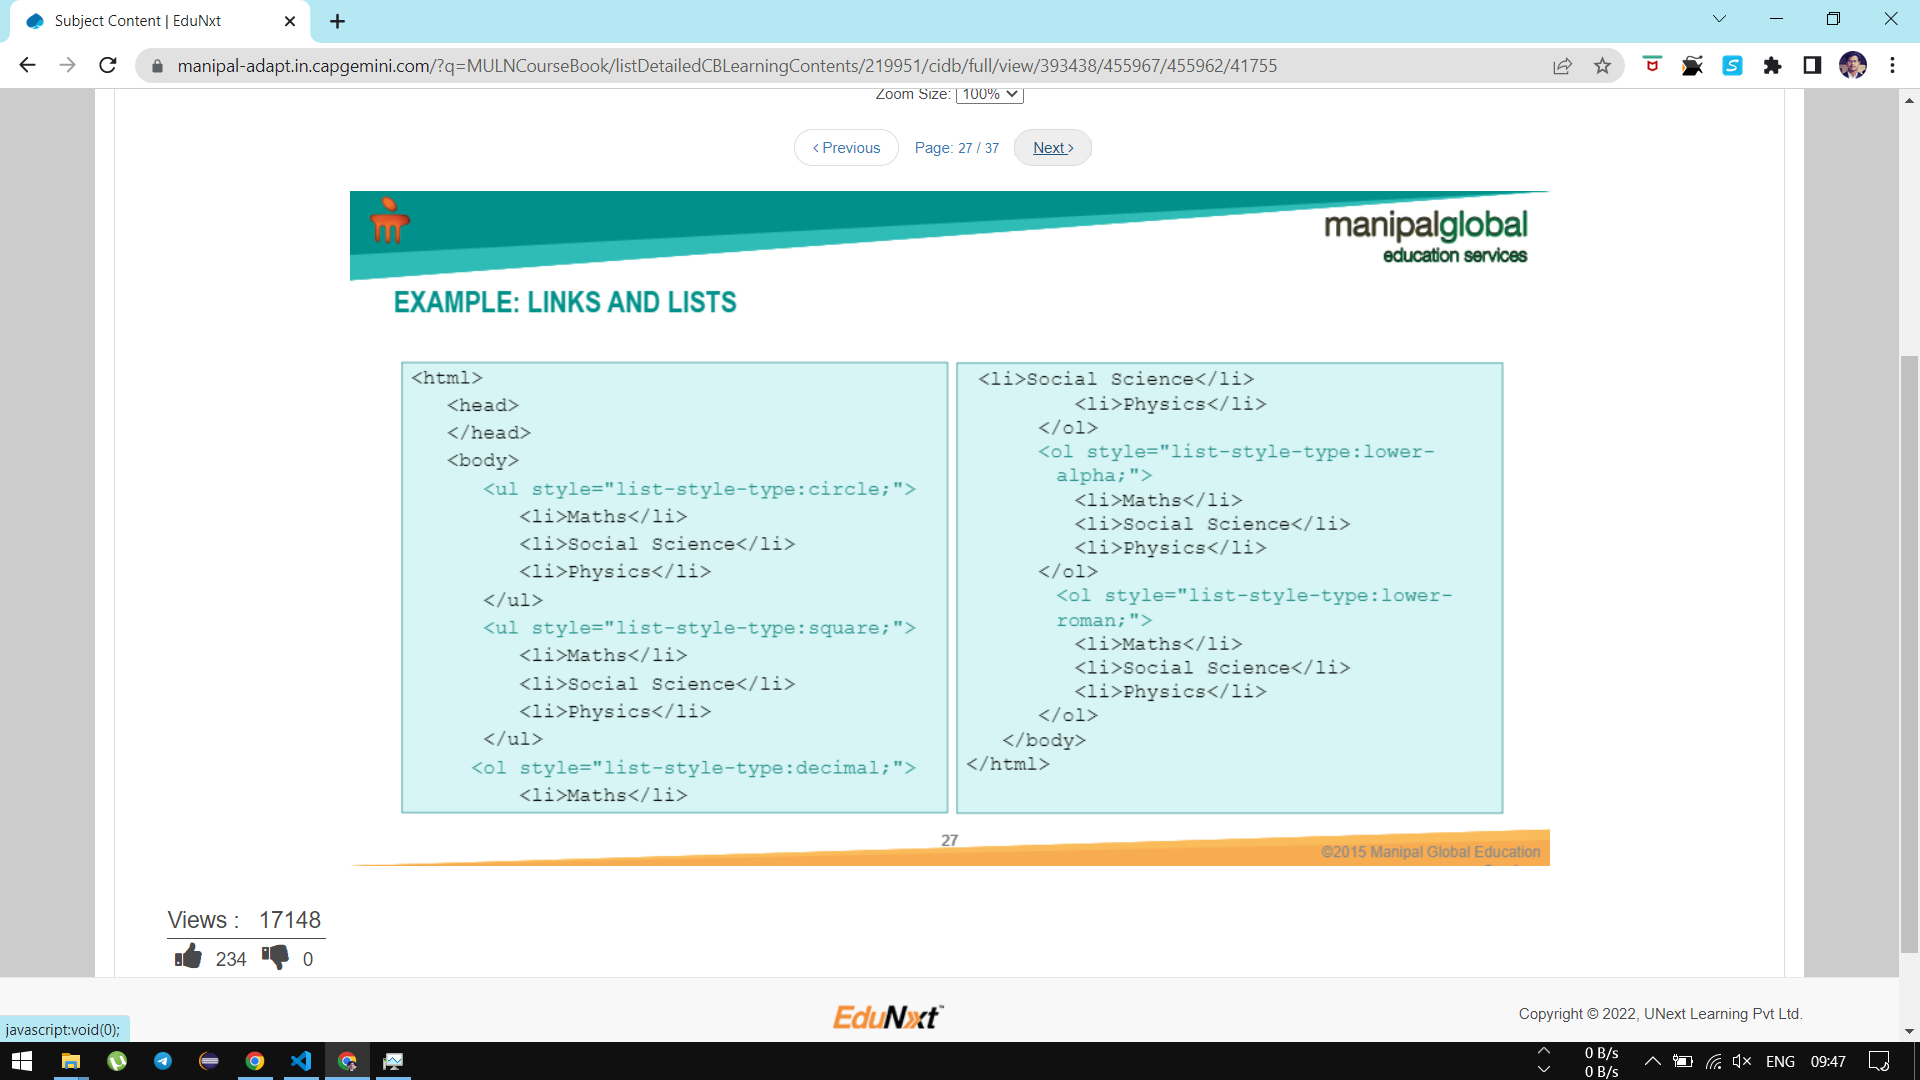 Subject Content | EduNxt
manipal-adapt.in.capgemini.com/?q=MULNCourseBook/listDetailedCBLearningContents/219951/cidb/full/view/393438/455967/455962/41755
Zoom Size: 100%
‹ Previous Page: 27 / 37 Next ›
manipalglobal
education services
EXAMPLE: LINKS AND LISTS
<html>
<head>
</head>
<body>
<ul style="list-style-type:circle;">
<li>Maths</li>
<li>Social Science</li>
<li>Physics</li>
</ul>
<ul style="list-style-type:square;">
<li>Maths</li>
<li>Social Science</li>
<li>Physics</li>
</ul>
<ol style="list-style-type:decimal;">
<li>Maths</li>
<li>Social Science</li>
<li>Physics</li>
</ol>
<ol style="list-style-type:lower-
alpha;">
<li>Maths</li>
<li>Social Science</li>
<li>Physics</li>
</ol>
<ol style="list-style-type:lower-
roman;">
<li>Maths</li>
<li>Social Science</li>
<li>Physics</li>
</ol>
</body>
</html>
27
©2015 Manipal Global Education
Views : 17148
234 0
EduNxt™
Copyright © 2022, UNext Learning Pvt Ltd.
javascript:void(0);
0 B/s
0 B/s
ENG 09:47